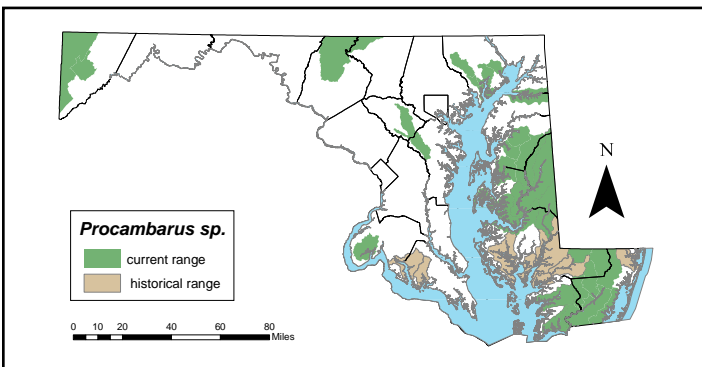 N
Procambarus sp.
current range
historical range
0 10 20 40 60 80
Miles